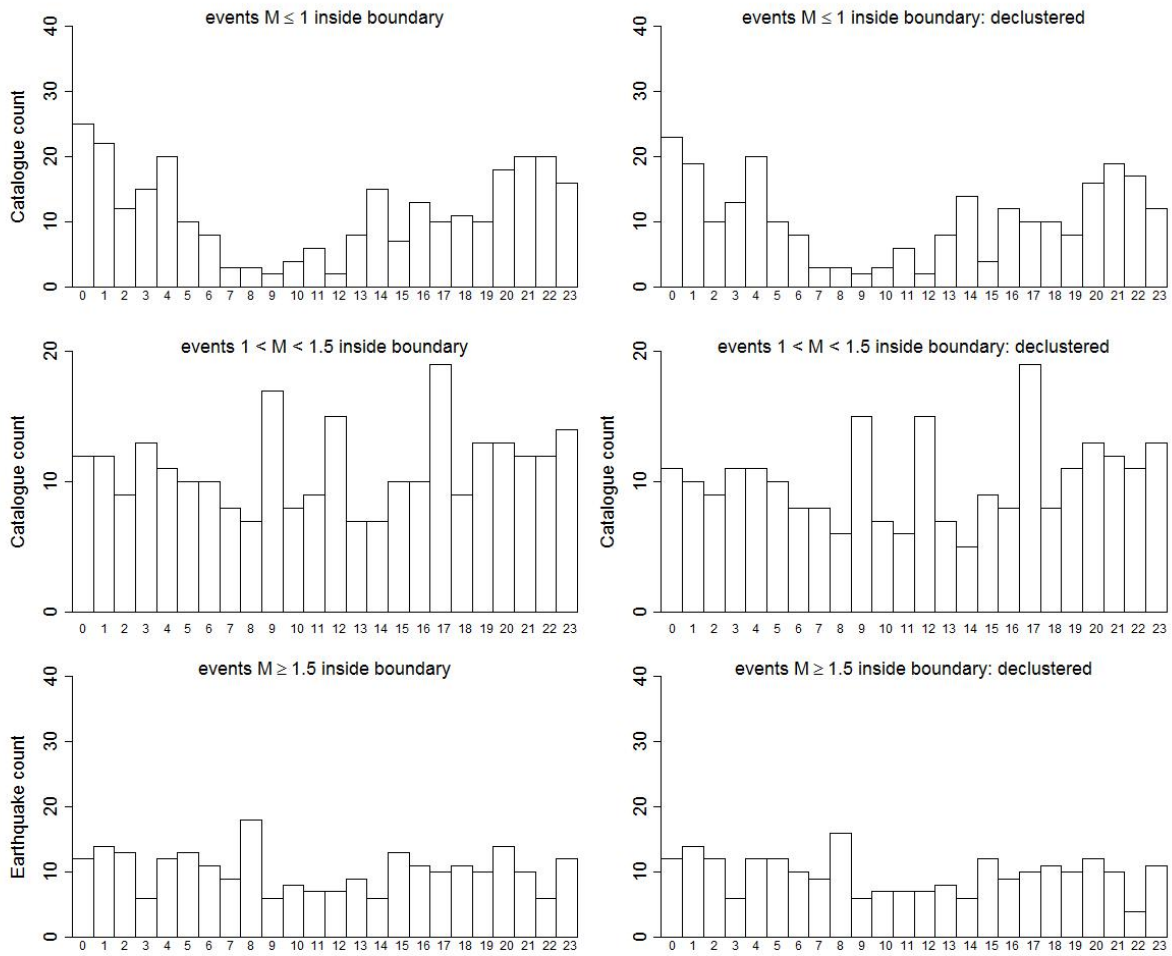 events M ≤ 1 inside boundary
Catalogue count
0 10 20 30 40
0 1 2 3 4 5 6 7 8 9 10 11 12 13 14 15 16 17 18 19 20 21 22 23
events M ≤ 1 inside boundary: declustered
0 10 20 30 40
0 1 2 3 4 5 6 7 8 9 10 11 12 13 14 15 16 17 18 19 20 21 22 23
events 1 < M < 1.5 inside boundary
Catalogue count
0 10 20
0 1 2 3 4 5 6 7 8 9 10 11 12 13 14 15 16 17 18 19 20 21 22 23
events 1 < M < 1.5 inside boundary: declustered
Catalogue count
0 10 20
0 1 2 3 4 5 6 7 8 9 10 11 12 13 14 15 16 17 18 19 20 21 22 23
events M ≥ 1.5 inside boundary
Earthquake count
0 10 20 30 40
0 1 2 3 4 5 6 7 8 9 10 11 12 13 14 15 16 17 18 19 20 21 22 23
events M ≥ 1.5 inside boundary: declustered
0 10 20 30 40
0 1 2 3 4 5 6 7 8 9 10 11 12 13 14 15 16 17 18 19 20 21 22 23